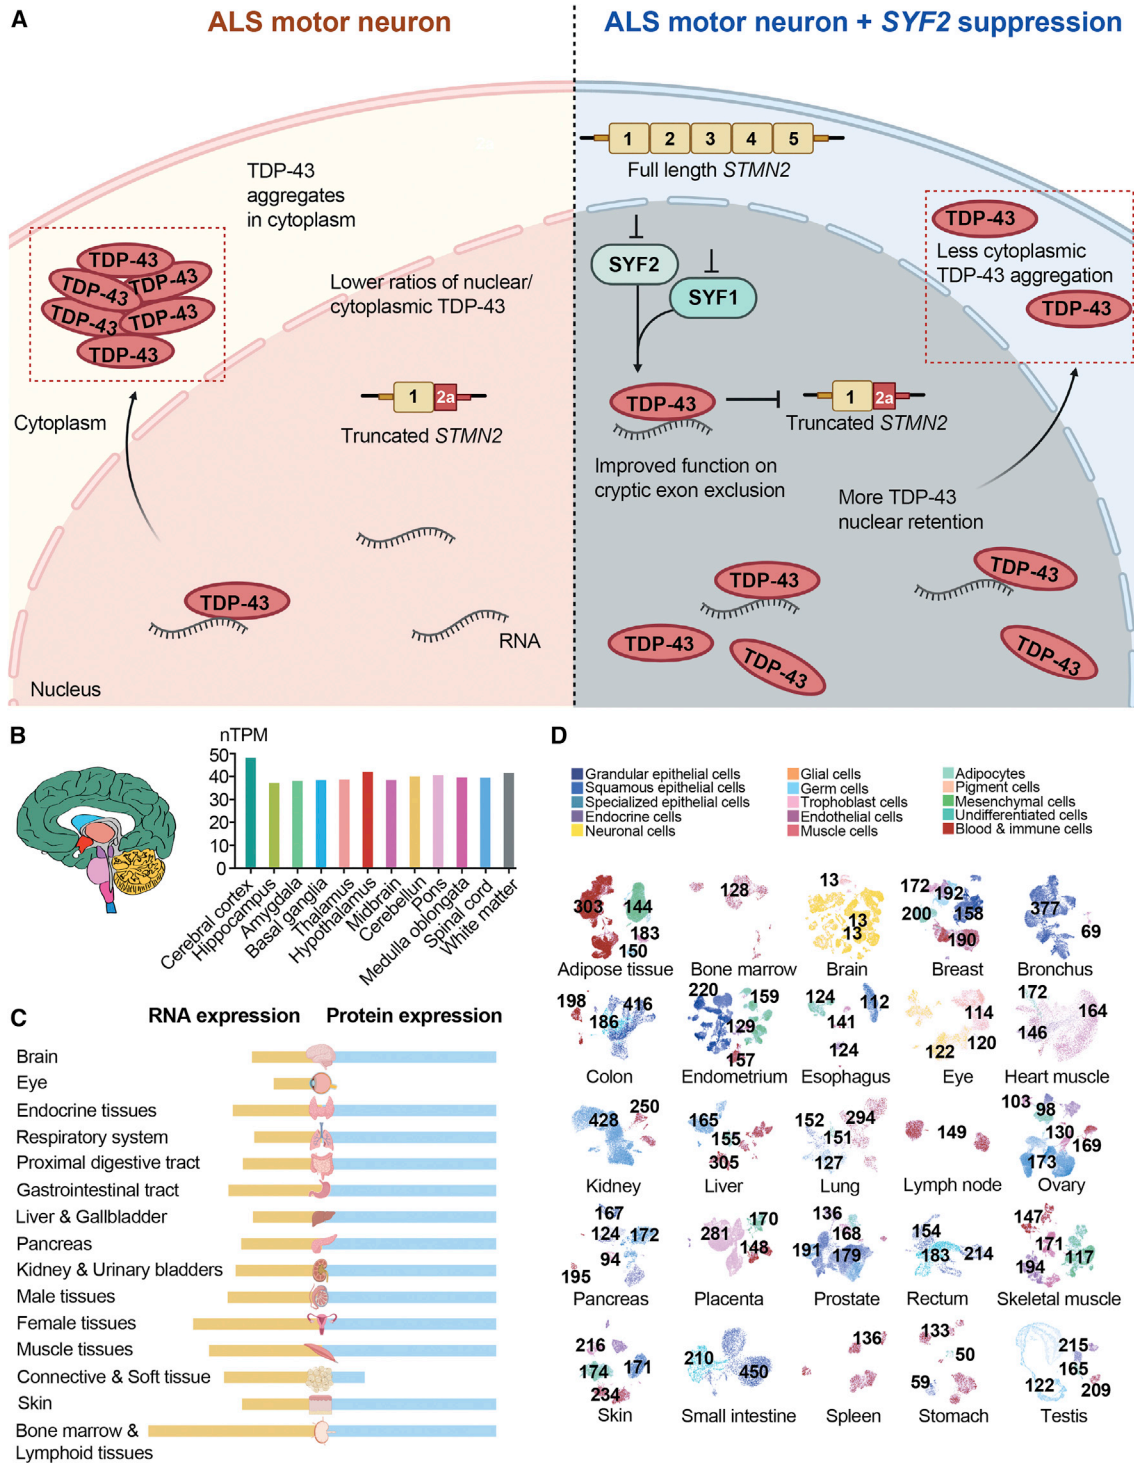 A
ALS motor neuron
ALS motor neuron + SYF2 suppression
TDP-43
aggregates
in cytoplasm
TDP-43
TDP-43
TDP-43
TDP-43
TDP-43
TDP-43
Lower ratios of nuclear/
cytoplasmic TDP-43
Cytoplasm
1 2a
Truncated STMN2
TDP-43
RNA
Nucleus
1 2 3 4 5
Full length STMN2
SYF2
SYF1
TDP-43
Less cytoplasmic
TDP-43 aggregation
TDP-43
TDP-43
1 2a
Truncated STMN2
Improved function on
cryptic exon exclusion
More TDP-43
nuclear retention
TDP-43
TDP-43
TDP-43
TDP-43
TDP-43
B
nTPM
50
40
30
20
10
0
Cerebral cortex
Hippocampus
Amygdala
Basal ganglia
Thalamus
Hypothalamus
Midbrain
Cerebellun
Pons
Medulla oblongata
Spinal cord
White matter
C
RNA expression
Protein expression
Brain
Eye
Endocrine tissues
Respiratory system
Proximal digestive tract
Gastrointestinal tract
Liver & Gallbladder
Pancreas
Kidney & Urinary bladders
Male tissues
Female tissues
Muscle tissues
Connective & Soft tissue
Skin
Bone marrow &
Lymphoid tissues
D
Grandular epithelial cells
Squamous epithelial cells
Specialized epithelial cells
Endocrine cells
Neuronal cells
Glial cells
Germ cells
Trophoblast cells
Endothelial cells
Muscle cells
Adipocytes
Pigment cells
Mesenchymal cells
Undifferentiated cells
Blood & immune cells
303 144 183 150
Adipose tissue
128
Bone marrow
13 13 13
Brain
172 192 200 158 190
Breast
377 69
Bronchus
198 416 186
Colon
220 159 129 157
Endometrium
124 112 141 124
Esophagus
114 120 122
Eye
172 164 146
Heart muscle
428 250
Kidney
165 155 305
Liver
152 294 151 127
Lung
149
Lymph node
103 98 130 169 173
Ovary
167 124 172 94 195
Pancreas
281 170 148
Placenta
136 168 191 179
Prostate
154 183 214
Rectum
147 171 117 194
Skeletal muscle
216 174 171 234
Skin
210 450
Small intestine
136
Spleen
133 50 59
Stomach
215 165 122 209
Testis